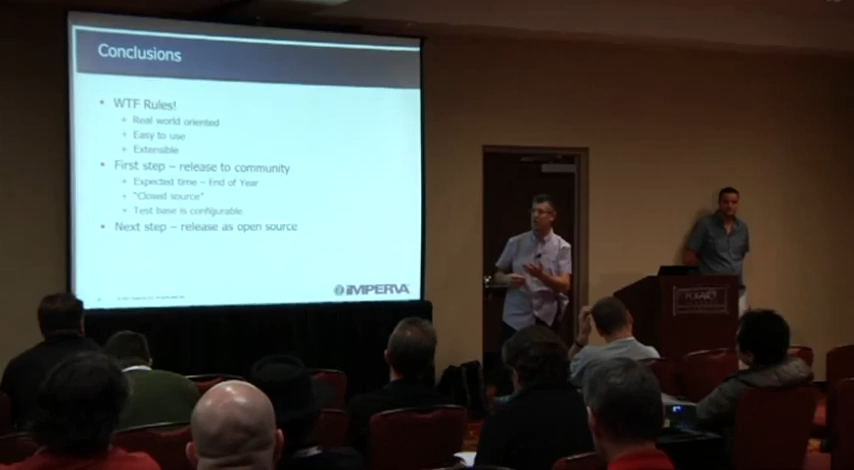 Conclusions
WTF Rules!
Real world oriented
Easy to use
Extensible
First step – release to community
Expected time – End of Year
"Closed source"
Test base is configurable
Next step – release as open source
IMPERVA